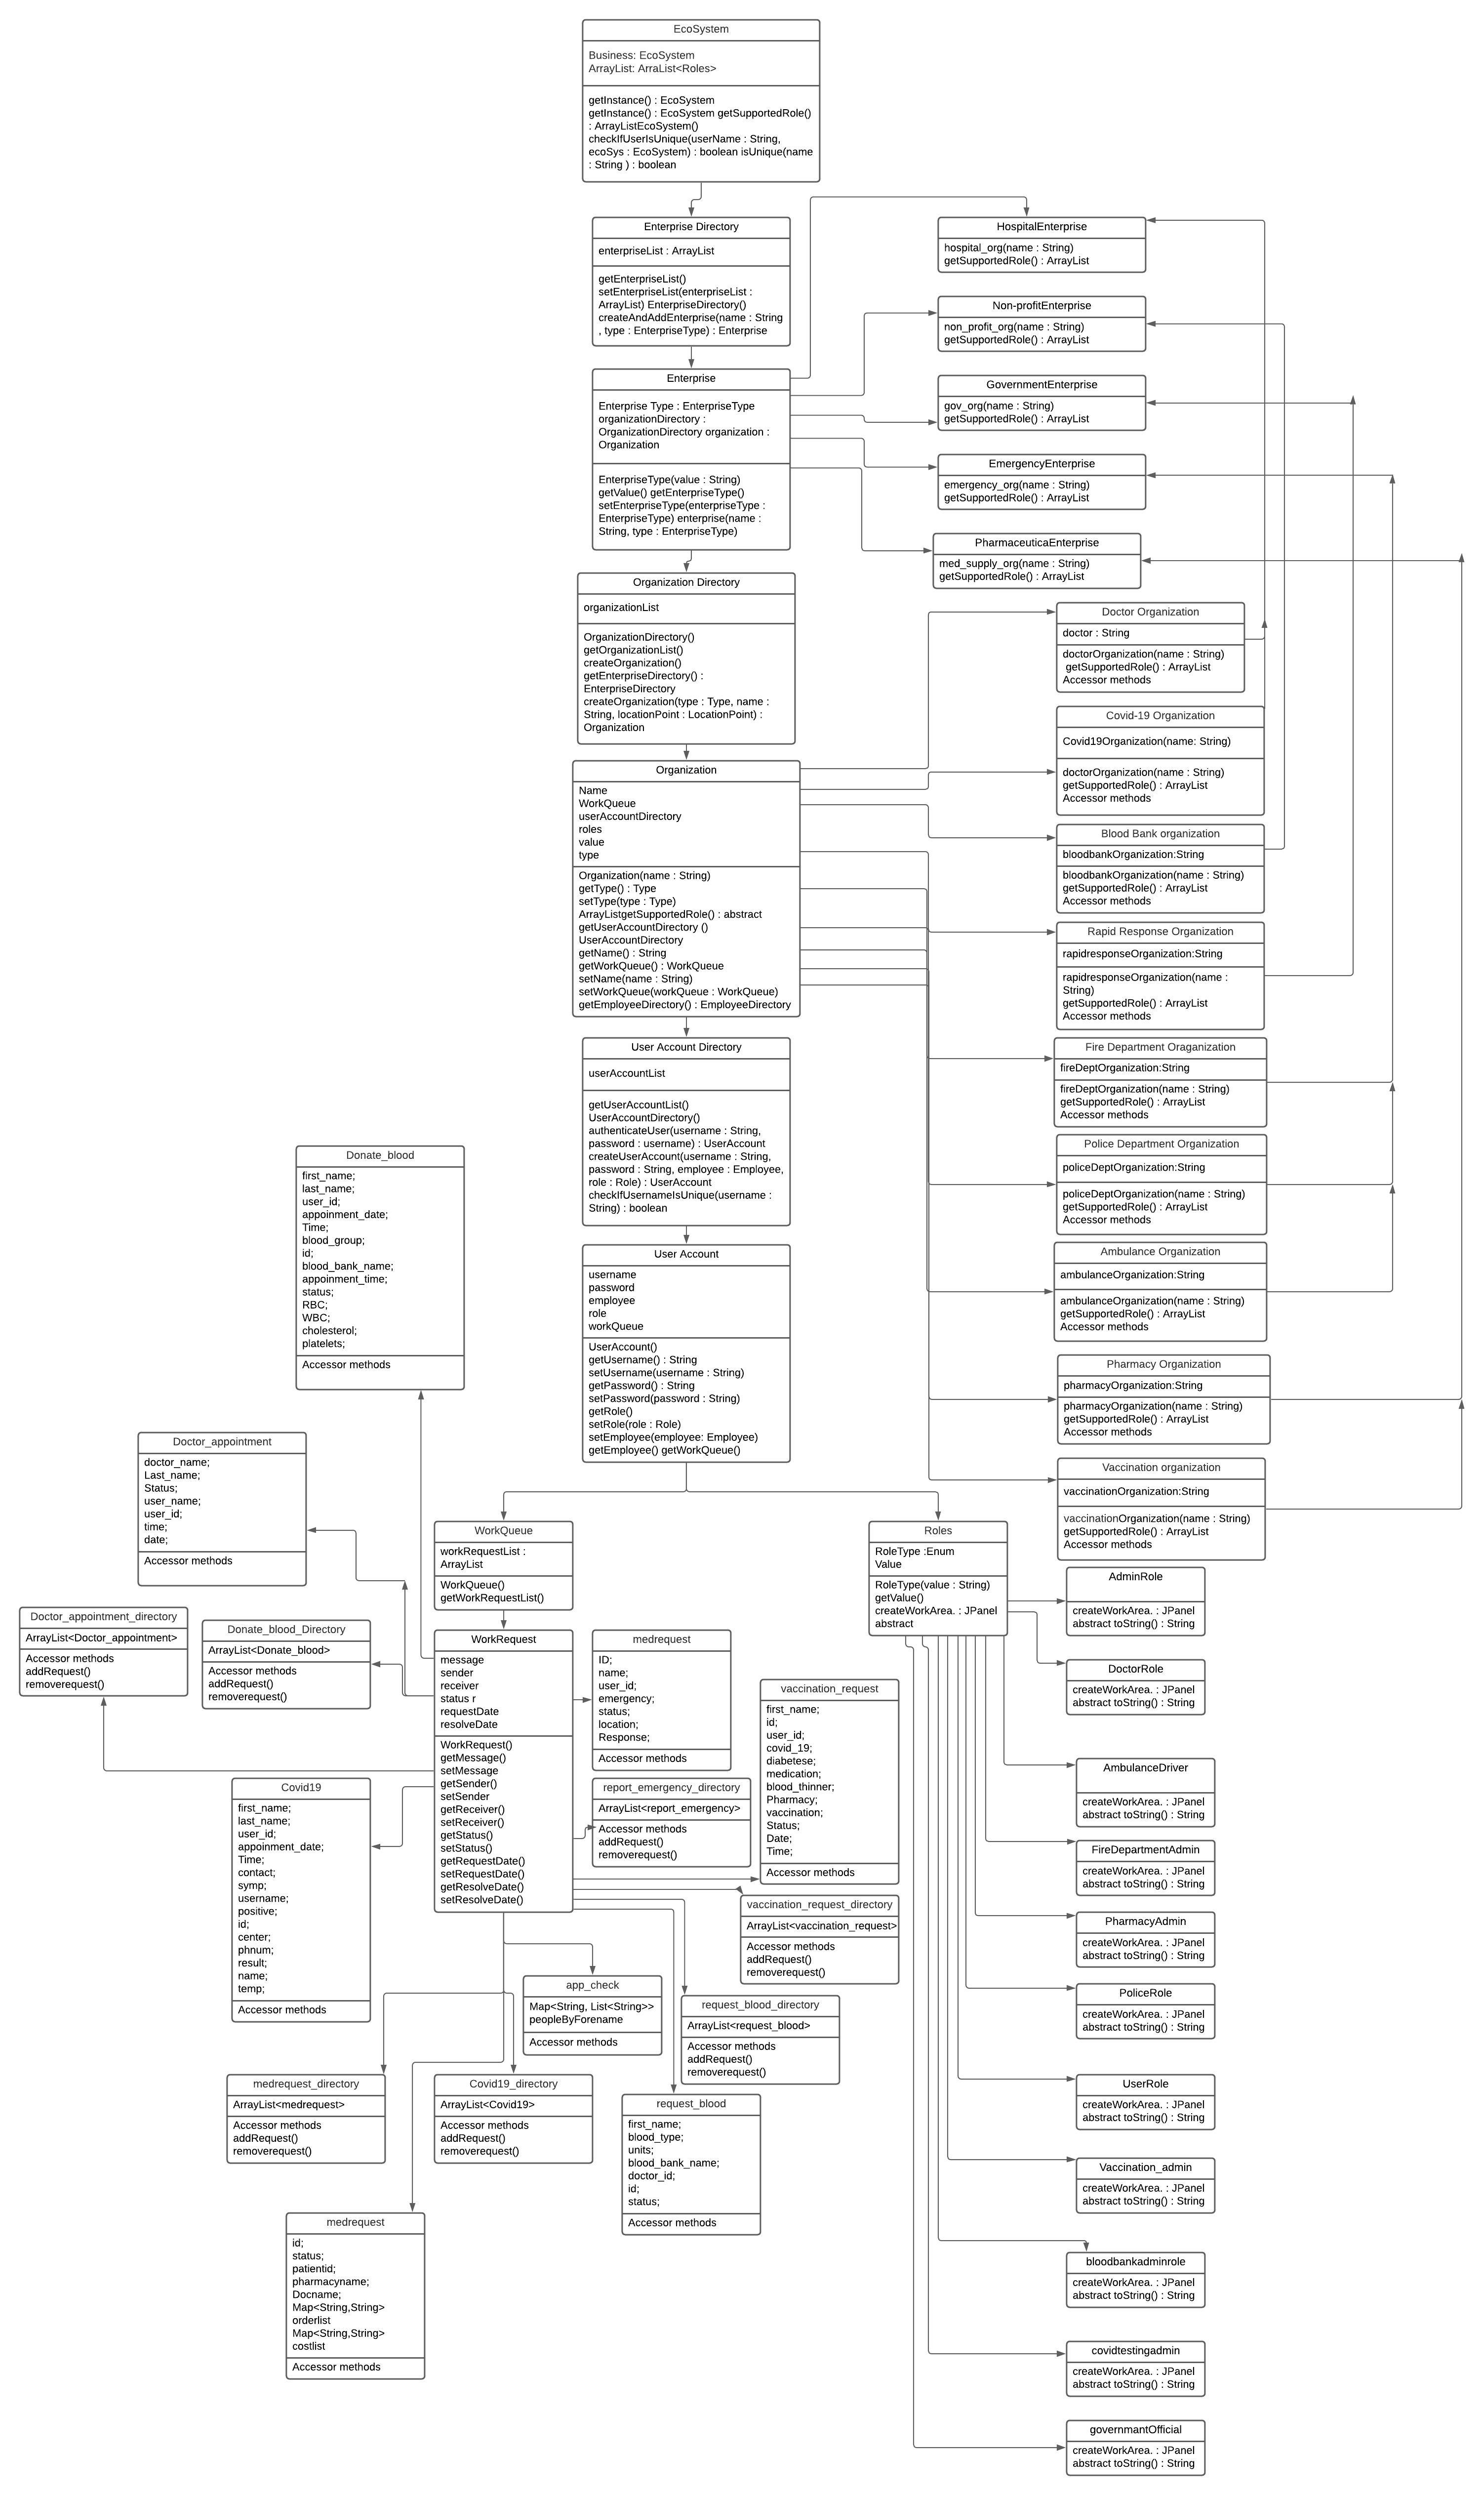 EcoSystem
Business: EcoSystem
ArrayList: ArraList<Roles>
getInstance() : EcoSystem
getInstance() : EcoSystem getSupportedRole()
: ArrayListEcoSystem()
checkIfUserIsUnique(userName : String,
ecoSys : EcoSystem) : boolean isUnique(name
: String ) : boolean
Enterprise Directory
enterpriseList : ArrayList
getEnterpriseList()
setEnterpriseList(enterpriseList :
ArrayList) EnterpriseDirectory()
createAndAddEnterprise(name : String
, type : EnterpriseType) : Enterprise
HospitalEnterprise
hospital_org(name : String)
getSupportedRole() : ArrayList
Non-profitEnterprise
non_profit_org(name : String)
getSupportedRole() : ArrayList
Enterprise
Enterprise Type : EnterpriseType
organizationDirectory :
OrganizationDirectory organization :
Organization
EnterpriseType(value : String)
getValue() getEnterpriseType()
setEnterpriseType(enterpriseType :
EnterpriseType) enterprise(name :
String, type : EnterpriseType)
GovernmentEnterprise
gov_org(name : String)
getSupportedRole() : ArrayList
EmergencyEnterprise
emergency_org(name : String)
getSupportedRole() : ArrayList
PharmaceuticaEnterprise
med_supply_org(name : String)
getSupportedRole() : ArrayList
Organization Directory
organizationList
OrganizationDirectory()
getOrganizationList()
createOrganization()
getEnterpriseDirectory() :
EnterpriseDirectory
createOrganization(type : Type, name :
String, locationPoint : LocationPoint) :
Organization
Doctor Organization
doctor : String
doctorOrganization(name : String)
getSupportedRole() : ArrayList
Accessor methods
Covid-19 Organization
Covid19Organization(name: String)
doctorOrganization(name : String)
getSupportedRole() : ArrayList
Accessor methods
Organization
Name
WorkQueue
userAccountDirectory
roles
value
type
Organization(name : String)
getType() : Type
setType(type : Type)
ArrayListgetSupportedRole() : abstract
getUserAccountDirectory ()
UserAccountDirectory
getName() : String
getWorkQueue() : WorkQueue
setName(name : String)
setWorkQueue(workQueue : WorkQueue)
getEmployeeDirectory() : EmployeeDirectory
Blood Bank organization
bloodbankOrganization:String
bloodbankOrganization(name : String)
getSupportedRole() : ArrayList
Accessor methods
Rapid Response Organization
rapidresponseOrganization:String
rapidresponseOrganization(name :
String)
getSupportedRole() : ArrayList
Accessor methods
User Account Directory
userAccountList
getUserAccountList()
UserAccountDirectory()
authenticateUser(username : String,
password : username) : UserAccount
createUserAccount(username : String,
password : String, employee : Employee,
role : Role) : UserAccount
checkIfUsernameIsUnique(username :
String) : boolean
Fire Department Oraganization
fireDeptOrganization:String
fireDeptOrganization(name : String)
getSupportedRole() : ArrayList
Accessor methods
Police Department Organization
policeDeptOrganization:String
policeDeptOrganization(name : String)
getSupportedRole() : ArrayList
Accessor methods
Donate_blood
first_name;
last_name;
user_id;
appoinment_date;
Time;
blood_group;
id;
blood_bank_name;
appoinment_time;
status;
RBC;
WBC;
cholesterol;
platelets;
Accessor methods
User Account
username
password
employee
role
workQueue
UserAccount()
getUsername() : String
setUsername(username : String)
getPassword() : String
setPassword(password : String)
getRole()
setRole(role : Role)
setEmployee(employee: Employee)
getEmployee() getWorkQueue()
Ambulance Organization
ambulanceOrganization:String
ambulanceOrganization(name : String)
getSupportedRole() : ArrayList
Accessor methods
Pharmacy Organization
pharmacyOrganization:String
pharmacyOrganization(name : String)
getSupportedRole() : ArrayList
Accessor methods
Vaccination organization
vaccinationOrganization:String
vaccinationOrganization(name : String)
getSupportedRole() : ArrayList
Accessor methods
Doctor_appointment
doctor_name;
Last_name;
Status;
user_name;
user_id;
time;
date;
Accessor methods
WorkQueue
workRequestList :
ArrayList
WorkQueue()
getWorkRequestList()
Roles
RoleType :Enum
Value
RoleType(value : String)
getValue()
createWorkArea. : JPanel
abstract
AdminRole
createWorkArea. : JPanel
abstract toString() : String
Doctor_appointment_directory
ArrayList<Doctor_appointment>
Accessor methods
addRequest()
removerequest()
Donate_blood_Directory
ArrayList<Donate_blood>
Accessor methods
addRequest()
removerequest()
WorkRequest
message
sender
receiver
status r
requestDate
resolveDate
WorkRequest()
getMessage()
setMessage
getSender()
setSender
getReceiver()
setReceiver()
getStatus()
setStatus()
getRequestDate()
setRequestDate()
getResolveDate()
setResolveDate()
medrequest
ID;
name;
user_id;
emergency;
status;
location;
Response;
Accessor methods
vaccination_request
first_name;
id;
user_id;
covid_19;
diabetese;
medication;
blood_thinner;
Pharmacy;
vaccination;
Status;
Date;
Time;
Accessor methods
DoctorRole
createWorkArea. : JPanel
abstract toString() : String
AmbulanceDriver
createWorkArea. : JPanel
abstract toString() : String
Covid19
first_name;
last_name;
user_id;
appoinment_date;
Time;
contact;
symp;
username;
positive;
id;
center;
phnum;
result;
name;
temp;
Accessor methods
report_emergency_directory
ArrayList<report_emergency>
Accessor methods
addRequest()
removerequest()
FireDepartmentAdmin
createWorkArea. : JPanel
abstract toString() : String
vaccination_request_directory
ArrayList<vaccination_request>
Accessor methods
addRequest()
removerequest()
PharmacyAdmin
createWorkArea. : JPanel
abstract toString() : String
app_check
Map<String, List<String>>
peopleByForename
Accessor methods
request_blood_directory
ArrayList<request_blood>
Accessor methods
addRequest()
removerequest()
PoliceRole
createWorkArea. : JPanel
abstract toString() : String
medrequest_directory
ArrayList<medrequest>
Accessor methods
addRequest()
removerequest()
Covid19_directory
ArrayList<Covid19>
Accessor methods
addRequest()
removerequest()
request_blood
first_name;
blood_type;
units;
blood_bank_name;
doctor_id;
id;
status;
Accessor methods
UserRole
createWorkArea. : JPanel
abstract toString() : String
Vaccination_admin
createWorkArea. : JPanel
abstract toString() : String
medrequest
id;
status;
patientid;
pharmacyname;
Docname;
Map<String,String>
orderlist
Map<String,String>
costlist
Accessor methods
bloodbankadminrole
createWorkArea. : JPanel
abstract toString() : String
covidtestingadmin
createWorkArea. : JPanel
abstract toString() : String
governmantOfficial
createWorkArea. : JPanel
abstract toString() : String